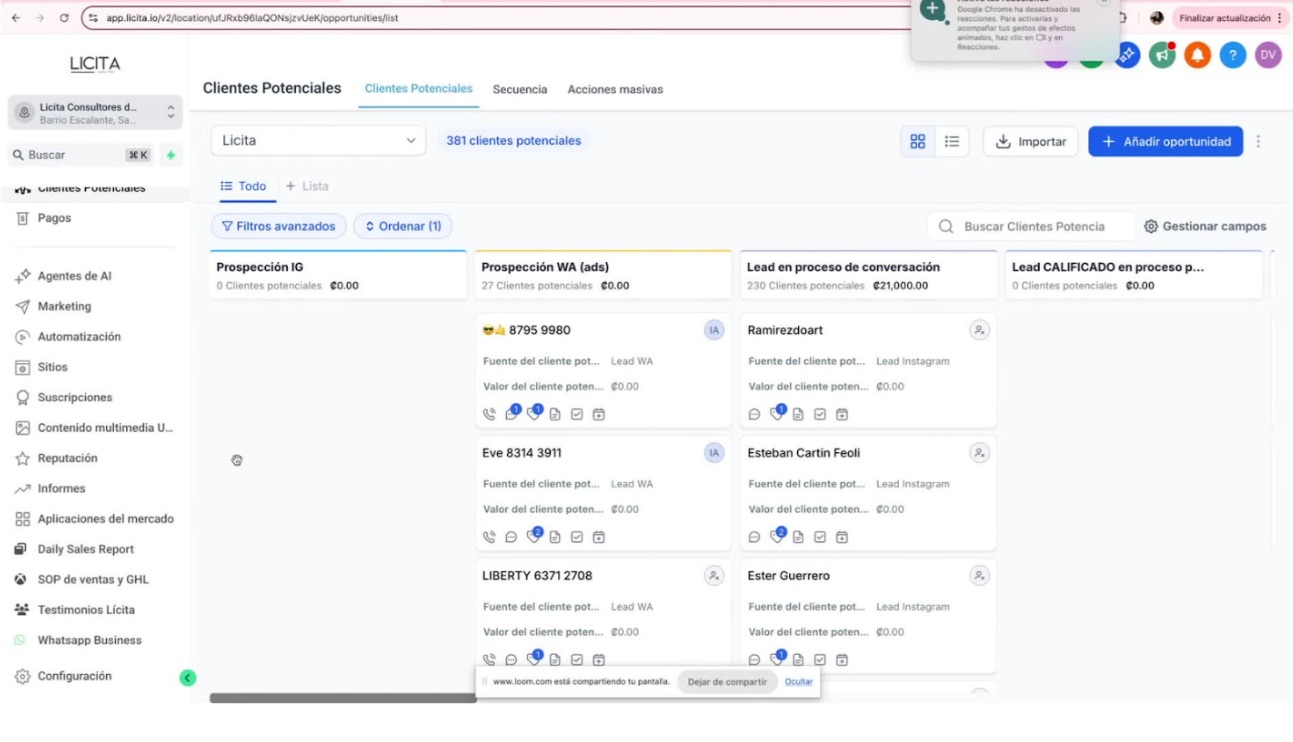 app.licita.io/v2/location/ufJRxb96IaQONsjzvUeK/opportunities/list
Google Chrome ha desactivado las
reacciones. Para activarlas y
acompañar tus gestos de efectos
animados, haz clic en y en
Reacciones.
Finalizar actualización
LICITA
DV
Clientes Potenciales
Clientes Potenciales
Secuencia
Acciones masivas
Licita Consultores d...
Barrio Escalante, Sa...
Licita
381 clientes potenciales
Importar
+ Añadir oportunidad
Buscar
⌘ K
Clientes Potenciales
Pagos
Agentes de AI
Marketing
Automatización
Sitios
Suscripciones
Contenido multimedia U...
Reputación
Informes
Aplicaciones del mercado
Daily Sales Report
SOP de ventas y GHL
Testimonios Lícita
Whatsapp Business
Configuración
Todo
+ Lista
Filtros avanzados
Ordenar (1)
Buscar Clientes Potencia
Gestionar campos
Prospección IG
0 Clientes potenciales ₡0.00
Prospección WA (ads)
27 Clientes potenciales ₡0.00
😎🤙 8795 9980
IA
Fuente del cliente pot... Lead WA
Valor del cliente poten... ₡0.00
1
1
Eve 8314 3911
IA
Fuente del cliente pot... Lead WA
Valor del cliente poten... ₡0.00
2
LIBERTY 6371 2708
Fuente del cliente pot... Lead WA
Valor del cliente poten... ₡0.00
1
Lead en proceso de conversación
230 Clientes potenciales ₡21,000.00
Ramirezdoart
Fuente del cliente pot... Lead Instagram
Valor del cliente poten... ₡0.00
1
Esteban Cartin Feoli
Fuente del cliente pot... Lead Instagram
Valor del cliente poten... ₡0.00
2
Ester Guerrero
Fuente del cliente pot... Lead Instagram
Valor del cliente poten... ₡0.00
1
Lead CALIFICADO en proceso p...
0 Clientes potenciales ₡0.00
www.loom.com está compartiendo tu pantalla.
Dejar de compartir
Ocultar